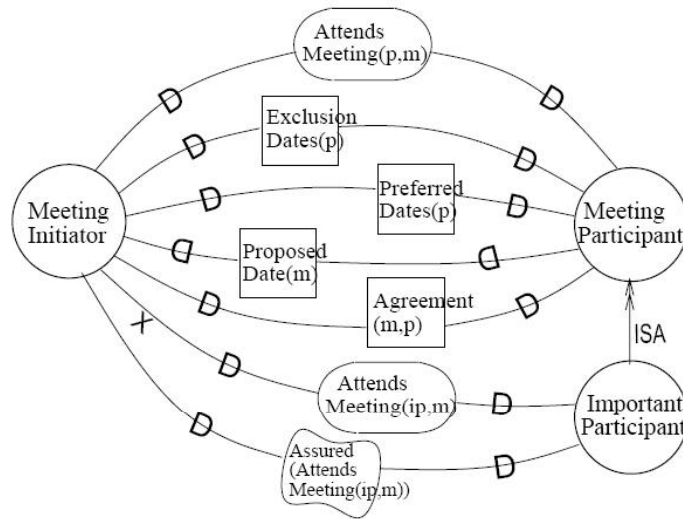 Attends
Meeting(p,m)
D
D
Exclusion
Dates(p)
D
D
Preferred
Dates(p)
D
D
Meeting
Initiator
Meeting
Participant
Proposed
Date(m)
D
D
Agreement
(m,p)
D
D
X
ISA
Attends
Meeting(ip,m)
D
D
Important
Participant
Assured
(Attends
Meeting(ip,m))
D
D